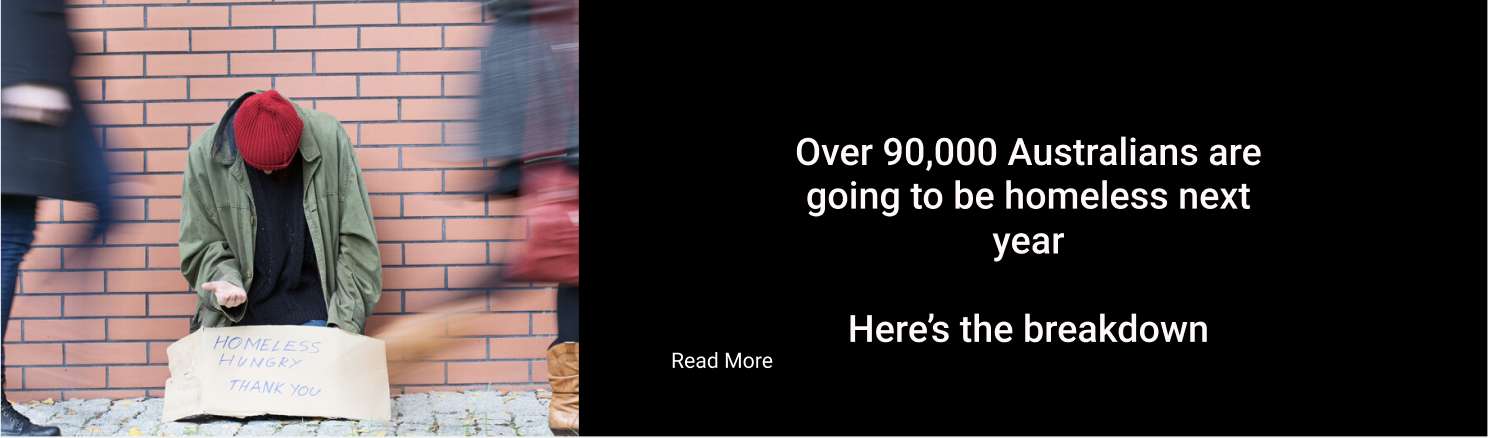 HOMELESS
HUNGRY
THANK YOU
Over 90,000 Australians are
going to be homeless next
year
Here’s the breakdown
Read More